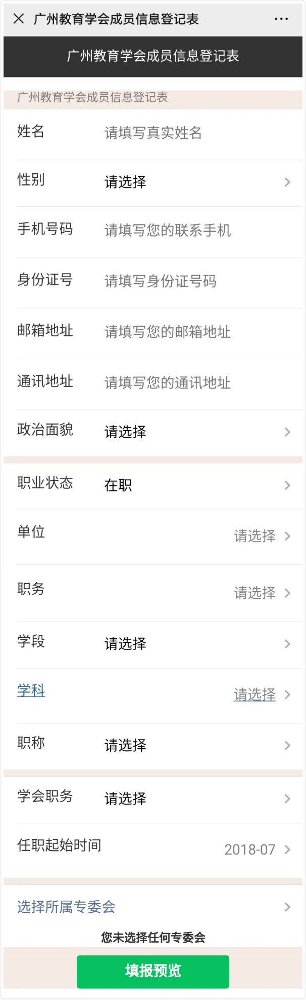 广州教育学会成员信息登记表
广州教育学会成员信息登记表
广州教育学会成员信息登记表
姓名 请填写真实姓名
性别 请选择
手机号码 请填写您的联系手机
身份证号 请填写身份证号码
邮箱地址 请填写您的邮箱地址
通讯地址 请填写您的通讯地址
政治面貌 请选择
职业状态 在职
单位 请选择
职务 请选择
学段 请选择
学科 请选择
职称 请选择
学会职务 请选择
任职起始时间 2018-07
选择所属专委会
您未选择任何专委会
填报预览